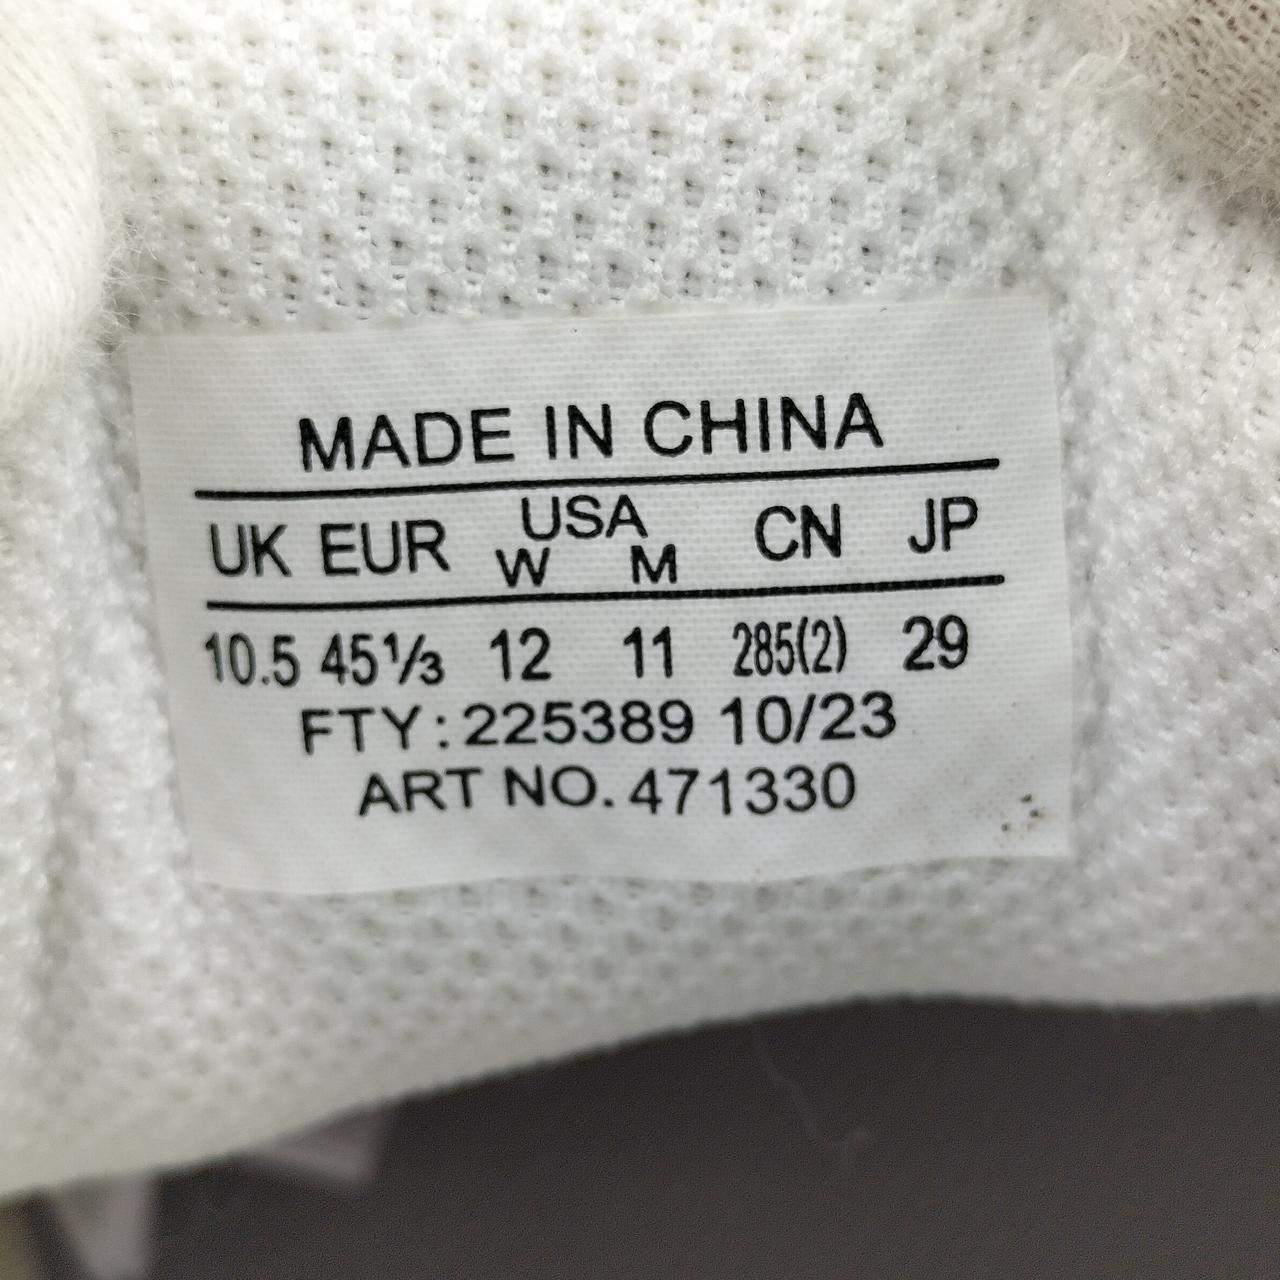 MADE IN CHINA
UK EUR USA CN JP
W M
10.5 45⅓ 12 11 285(2) 29
FTY: 225389 10/23
ART NO. 471330